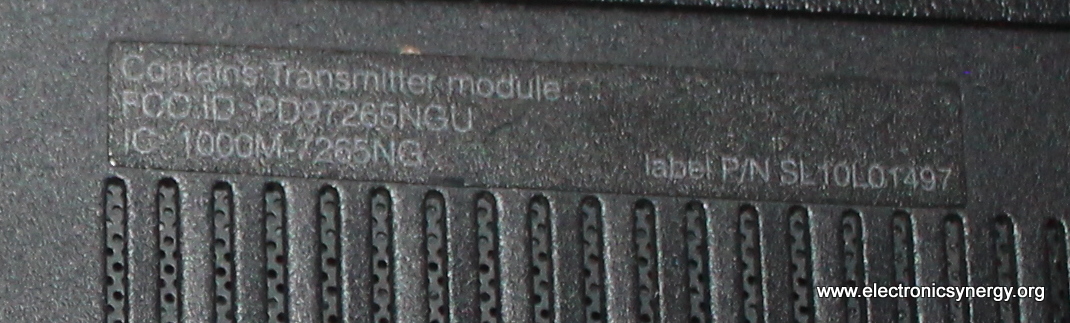 Contains Transmitter module
FCC ID PD97265NGU
IC: 1000M-7265NG
label P/N SL10L01497
www.electronicsynergy.org